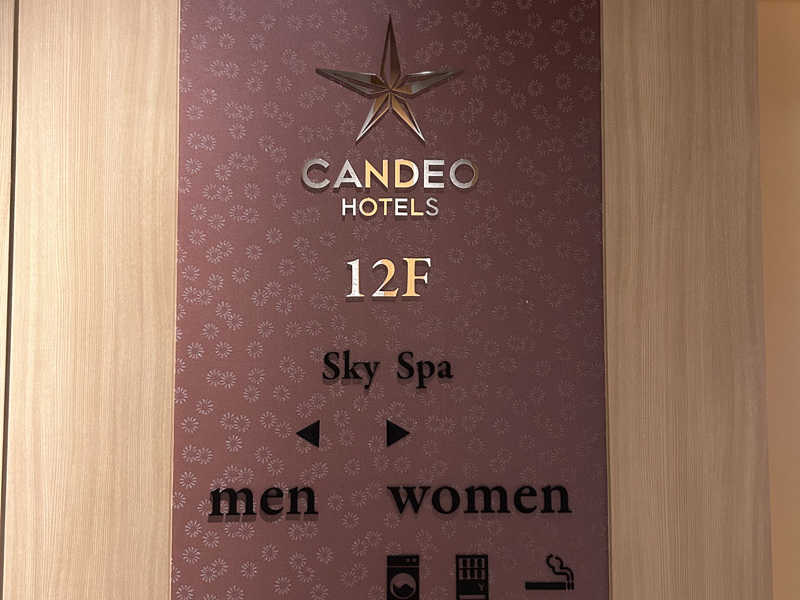 CANDEO
HOTELS
12F
Sky Spa
men women